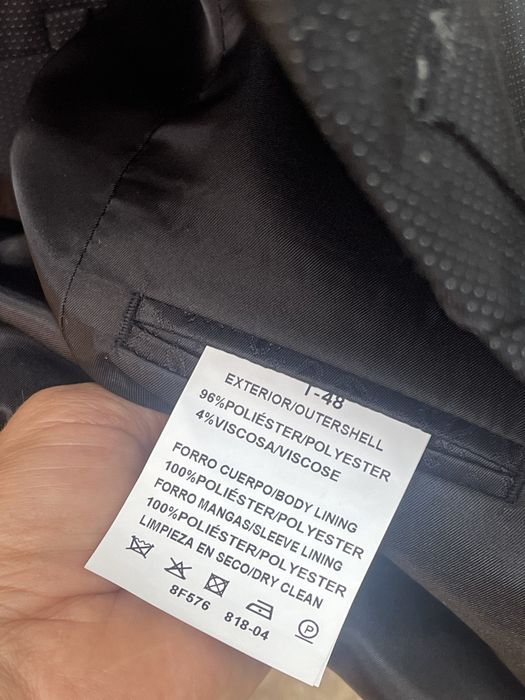 T-48
EXTERIOR/OUTERSHELL
96%POLIÉSTER/POLYESTER
4%VISCOSA/VISCOSE
FORRO CUERPO/BODY LINING
100%POLIÉSTER/POLYESTER
FORRO MANGAS/SLEEVE LINING
100%POLIÉSTER/POLYESTER
LIMPIEZA EN SECO/DRY CLEAN
P
8F576 818-04